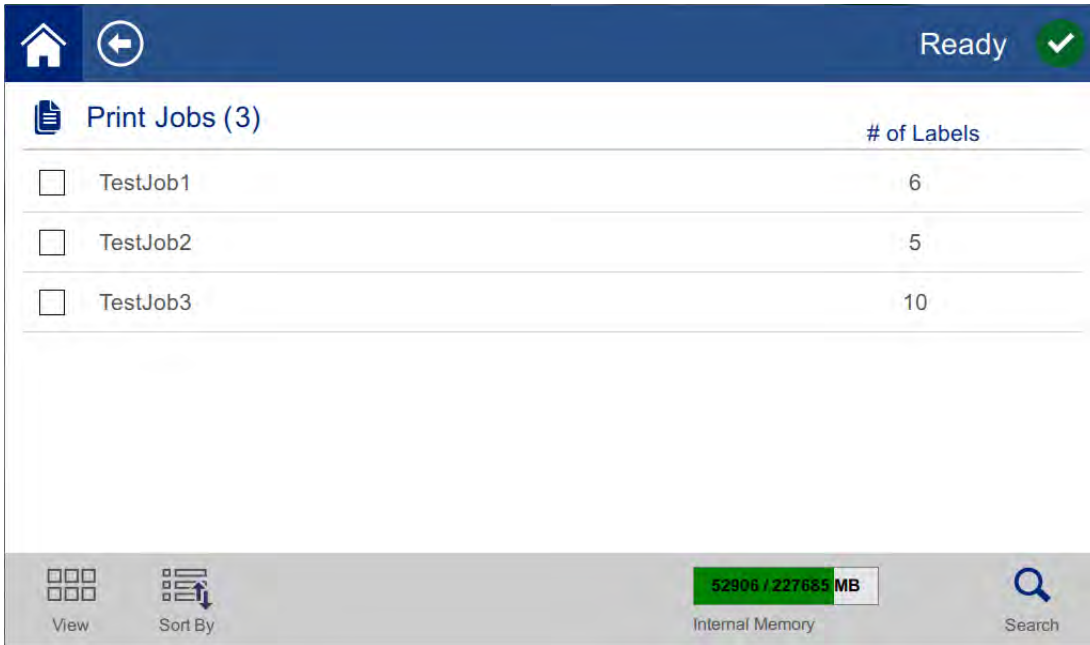 Ready
Print Jobs (3)
# of Labels
TestJob1 6
TestJob2 5
TestJob3 10
52906 / 227685 MB
View Sort By Internal Memory Search